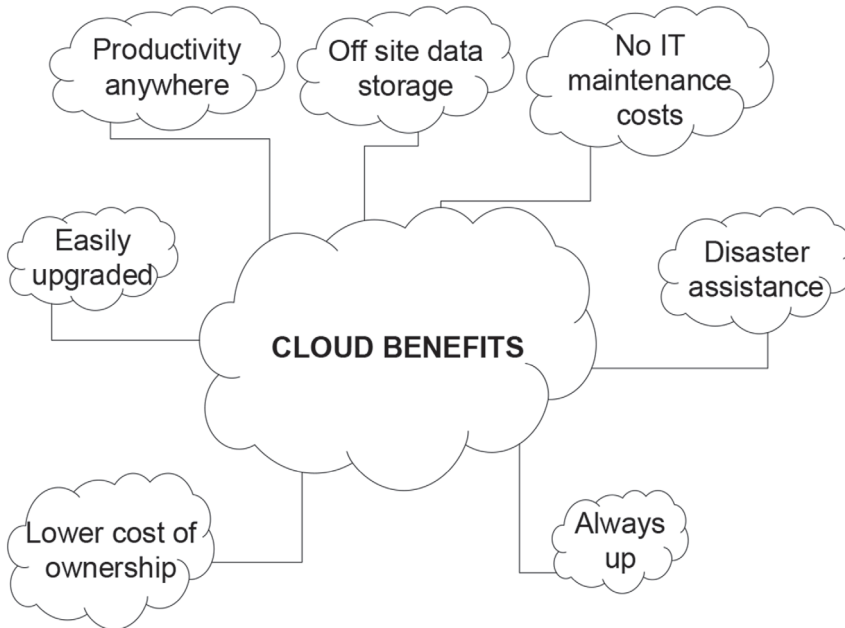 Productivity
anywhere
Off site data
storage
No IT
maintenance
costs
Easily
upgraded
Disaster
assistance
CLOUD BENEFITS
Lower cost of
ownership
Always
up